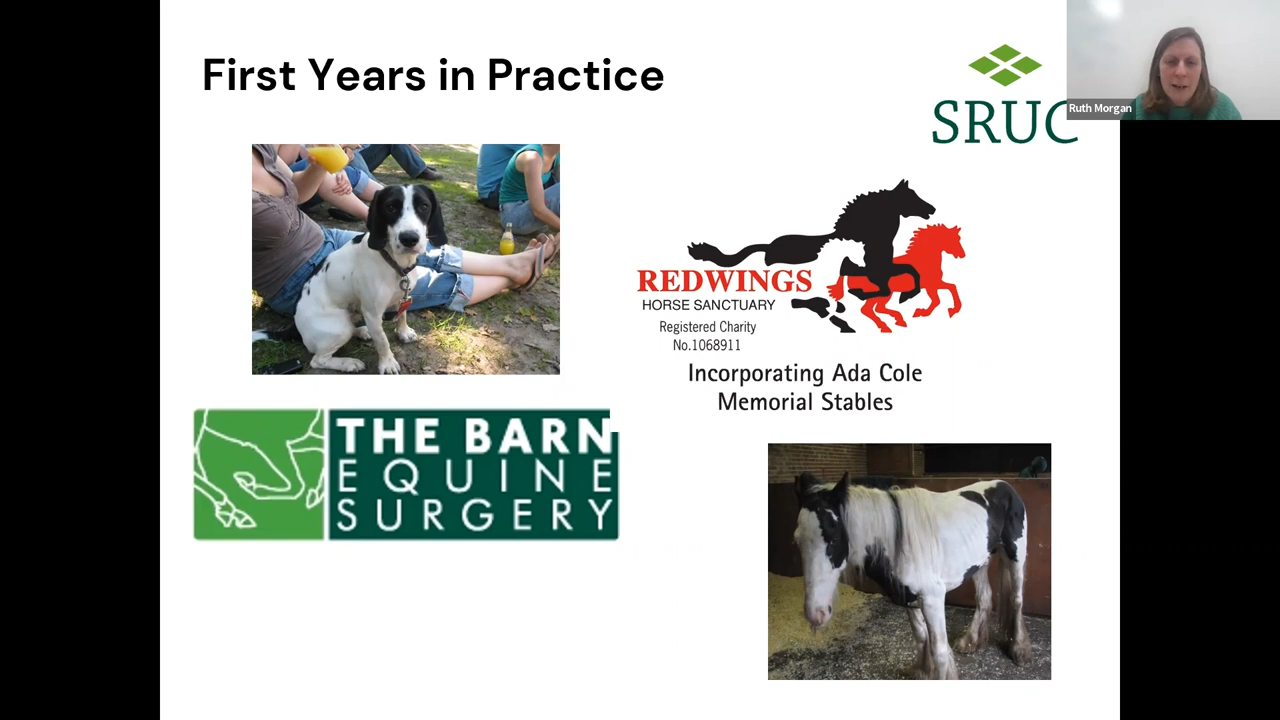 First Years in Practice
SRUC
Ruth Morgan
REDWINGS
HORSE SANCTUARY
Registered Charity
No.1068911
Incorporating Ada Cole
Memorial Stables
THE BARN
EQUINE
SURGERY